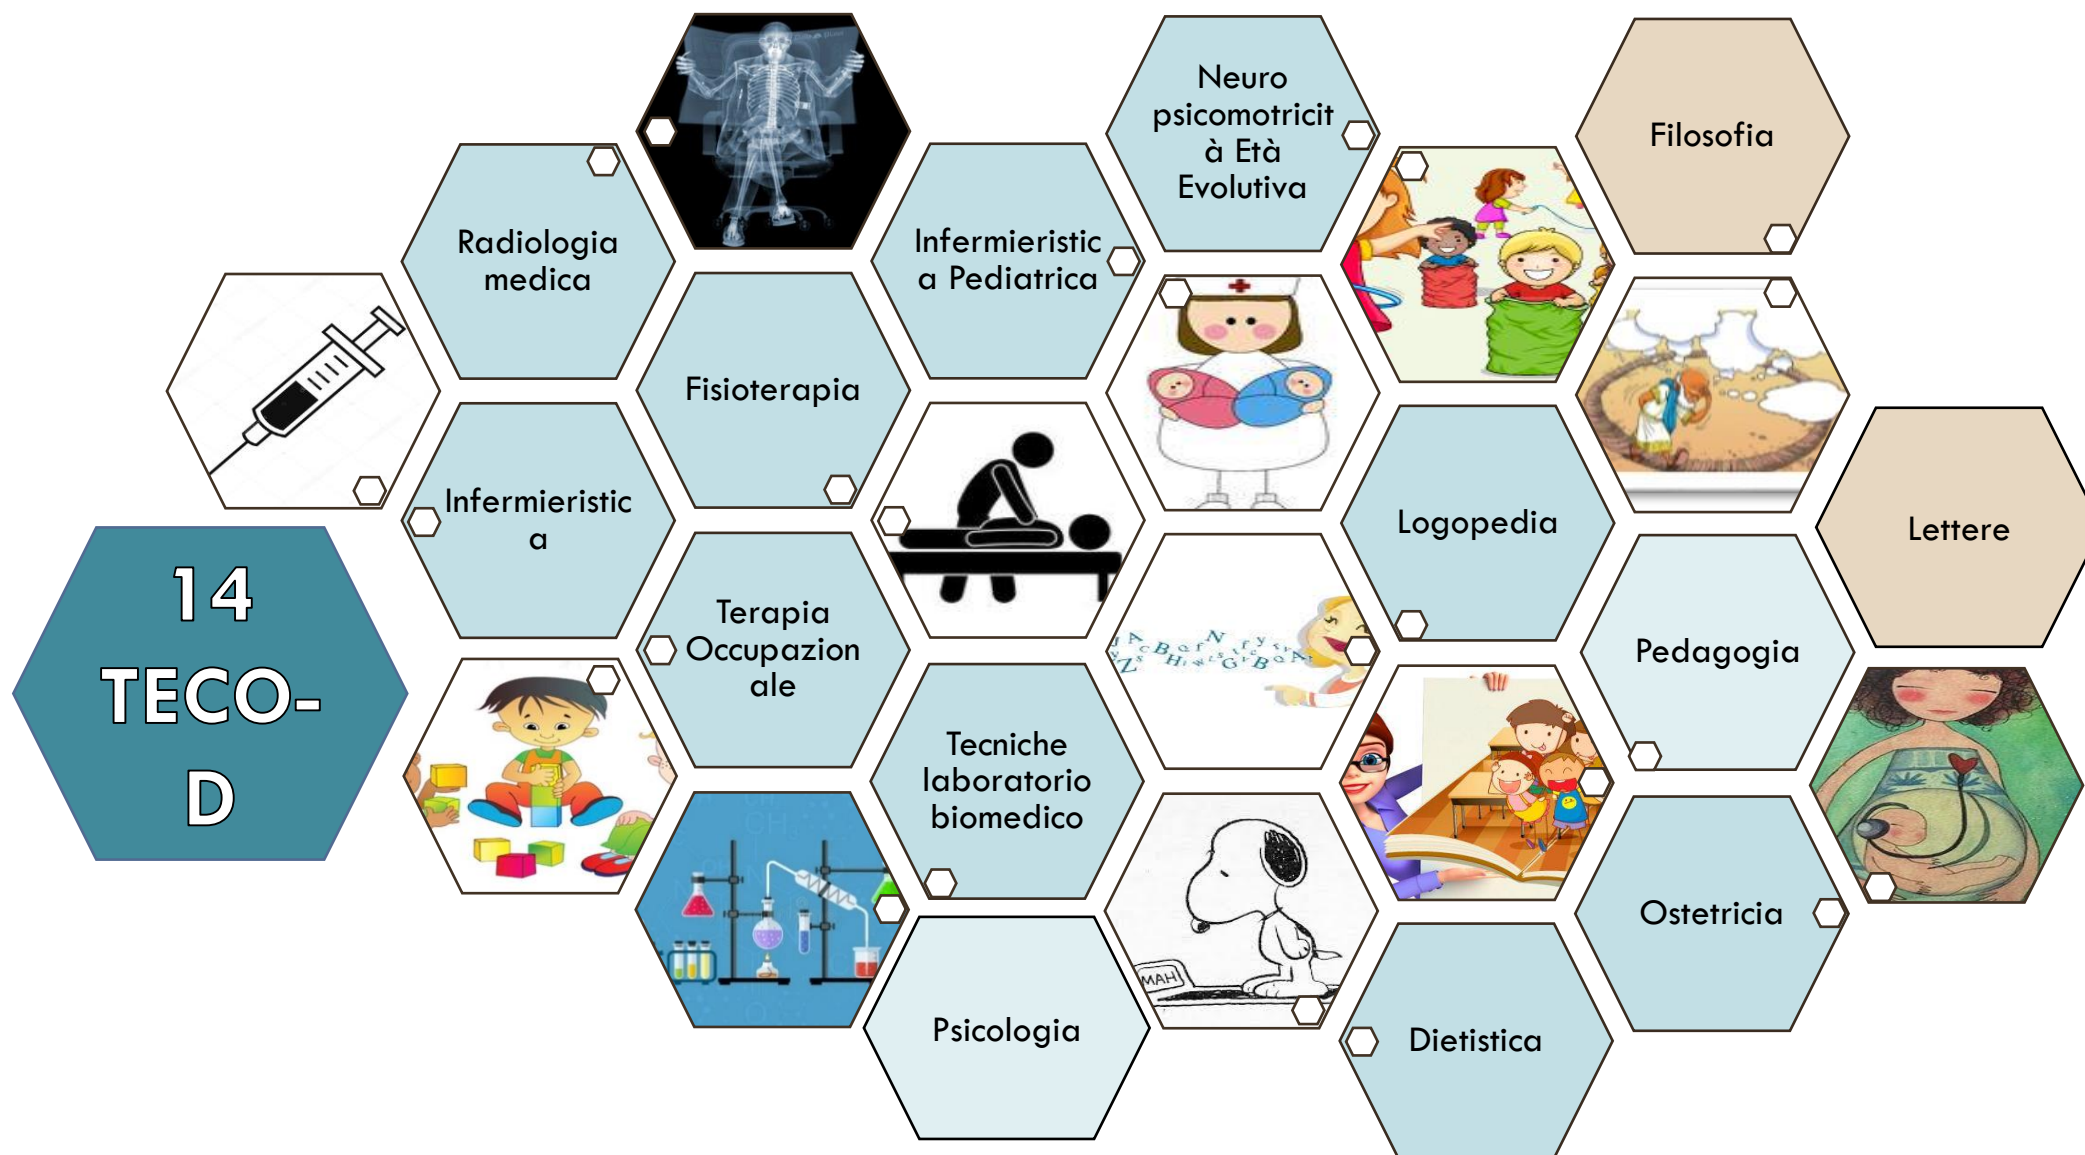 14
TECO-
D
Radiologia
medica
Infermieristic
a
Fisioterapia
Terapia
Occupazion
ale
Infermieristic
a Pediatrica
Tecniche
laboratorio
biomedico
Psicologia
Neuro
psicomotricit
à Età
Evolutiva
MAH!
Logopedia
Dietistica
Filosofia
Pedagogia
Ostetricia
Lettere